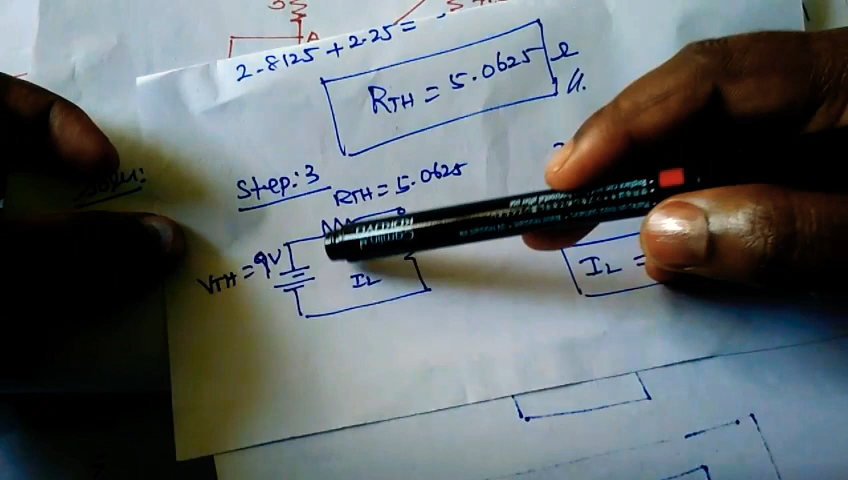 A
2.8125 + 2.25 =
RTH = 5.0625 Ω
Step: 3
RTH = 5.0625
VTH = 9V
IL
IL =